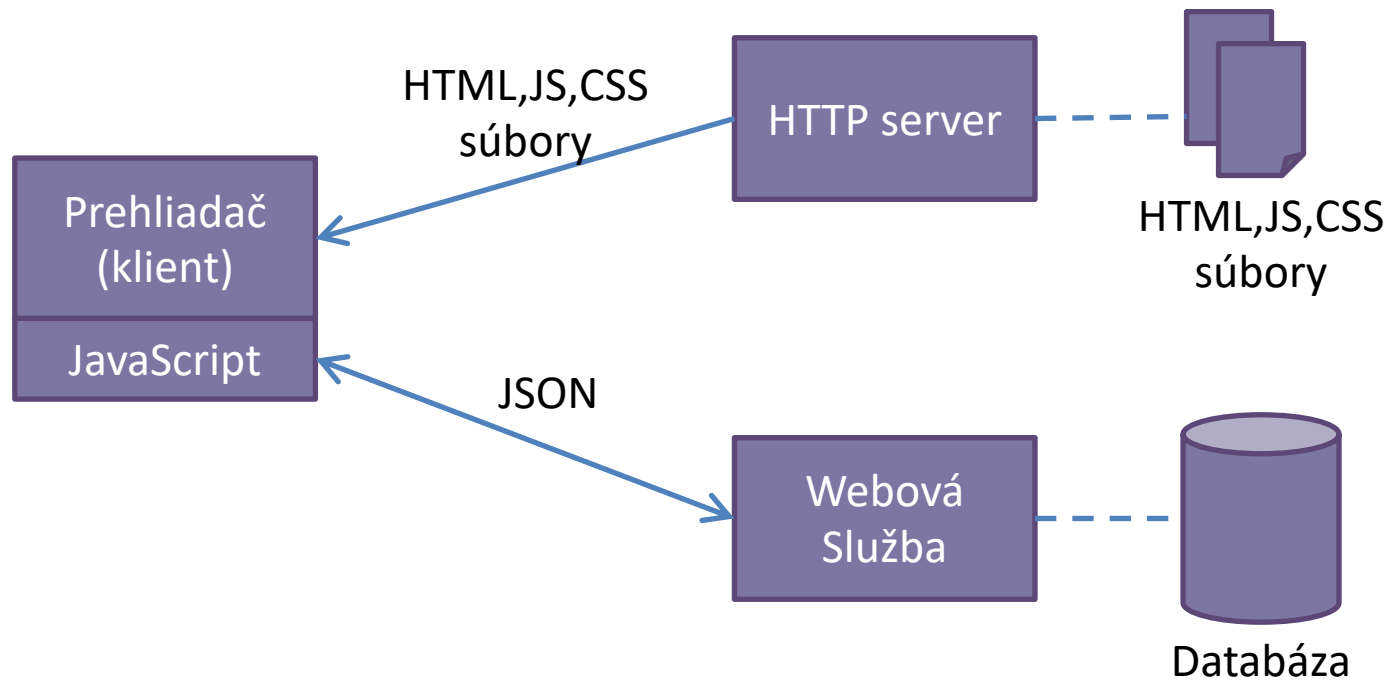 HTML,JS,CSS
súbory
HTTP server
HTML,JS,CSS
súbory
Prehliadač
(klient)
JavaScript
JSON
Webová
Služba
Databáza